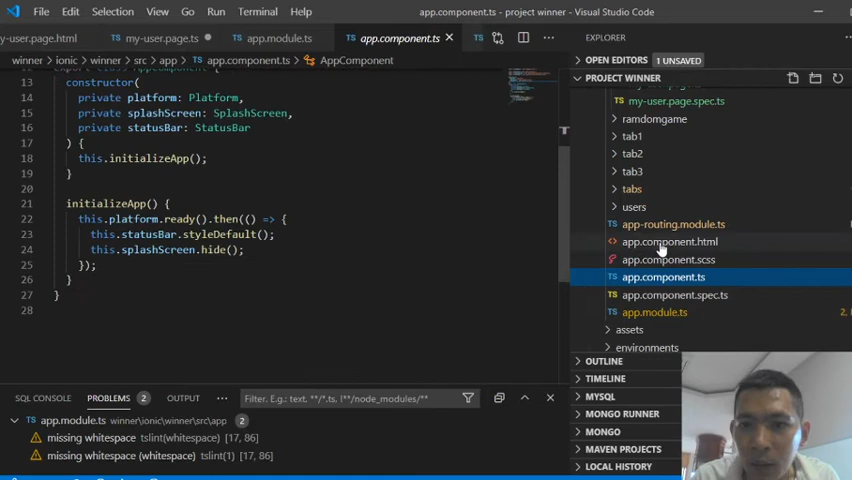 File Edit Selection View Go Run Terminal Help app.component.ts - project winner - Visual Studio Code
y-user.page.html TS my-user.page.ts TS app.module.ts TS app.component.ts TS
winner > ionic > winner > src > app > TS app.component.ts > AppComponent
13 constructor(
14 private platform: Platform,
15 private splashScreen: SplashScreen,
16 private statusBar: StatusBar
17 ) {
18 this.initializeApp();
19 }
20
21 initializeApp() {
22 this.platform.ready().then(() => {
23 this.statusBar.styleDefault();
24 this.splashScreen.hide();
25 });
26 }
27 }
28
SQL CONSOLE PROBLEMS 2 OUTPUT ... Filter. E.g.: text, **/*.ts, !**/node_modules/**
TS app.module.ts winner\ionic\winner\src\app 2
missing whitespace tslint(whitespace) [17, 86]
missing whitespace (whitespace) tslint(1) [17, 86]
EXPLORER
OPEN EDITORS 1 UNSAVED
PROJECT WINNER
TS my-user.page.spec.ts
ramdomgame
tab1
tab2
tab3
tabs
users
TS app-routing.module.ts
<> app.component.html
app.component.scss
TS app.component.ts
TS app.component.spec.ts
TS app.module.ts 2,
assets
environments
OUTLINE
TIMELINE
MYSQL
MONGO RUNNER
MONGO
MAVEN PROJECTS
LOCAL HISTORY